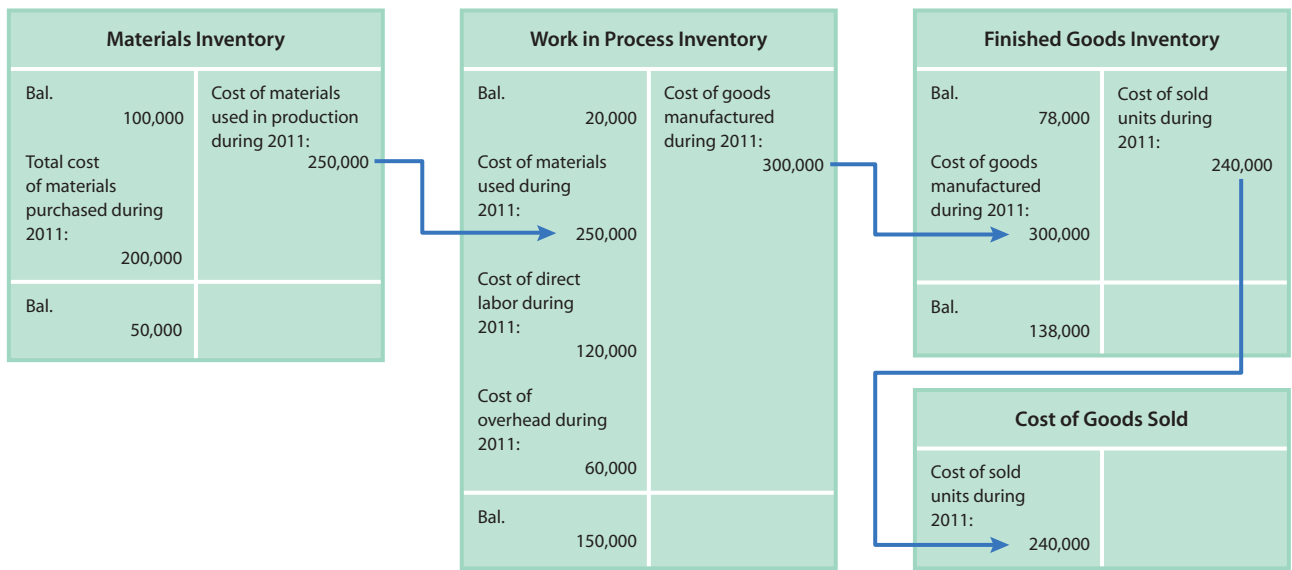 Materials Inventory
Bal.
100,000
Total cost
of materials
purchased during
2011:
200,000
Cost of materials
used in production
during 2011:
250,000
Bal.
50,000
Work in Process Inventory
Bal.
20,000
Cost of materials
used during
2011:
250,000
Cost of direct
labor during
2011:
120,000
Cost of
overhead during
2011:
60,000
Cost of goods
manufactured
during 2011:
300,000
Bal.
150,000
Finished Goods Inventory
Bal.
78,000
Cost of goods
manufactured
during 2011:
300,000
Cost of sold
units during
2011:
240,000
Bal.
138,000
Cost of Goods Sold
Cost of sold
units during
2011:
240,000